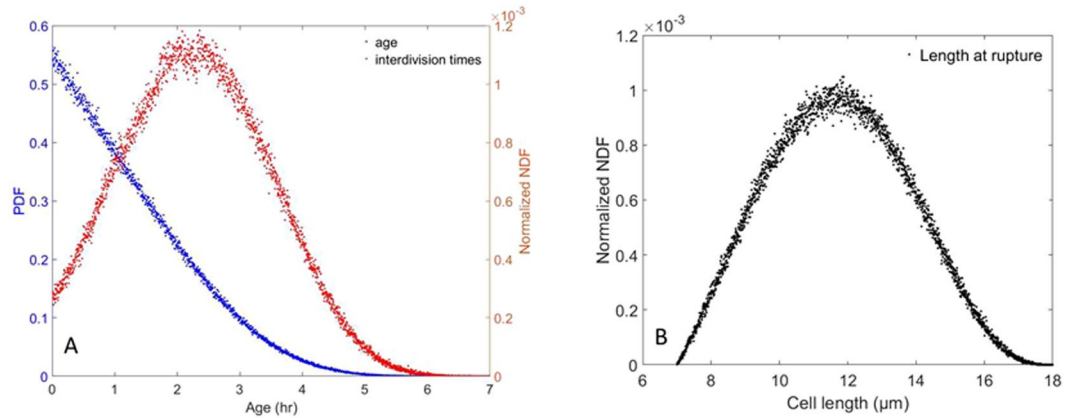 ×10⁻³
0.6
0.5
0.4
0.3
0.2
0.1
0
PDF
1.2
1
0.8
0.6
0.4
0.2
0
Normalized NDF
age
interdivision times
A
0 1 2 3 4 5 6 7
Age (hr)
×10⁻³
1.2
1
0.8
0.6
0.4
0.2
0
Normalized NDF
Length at rupture
B
6 8 10 12 14 16 18
Cell length (μm)